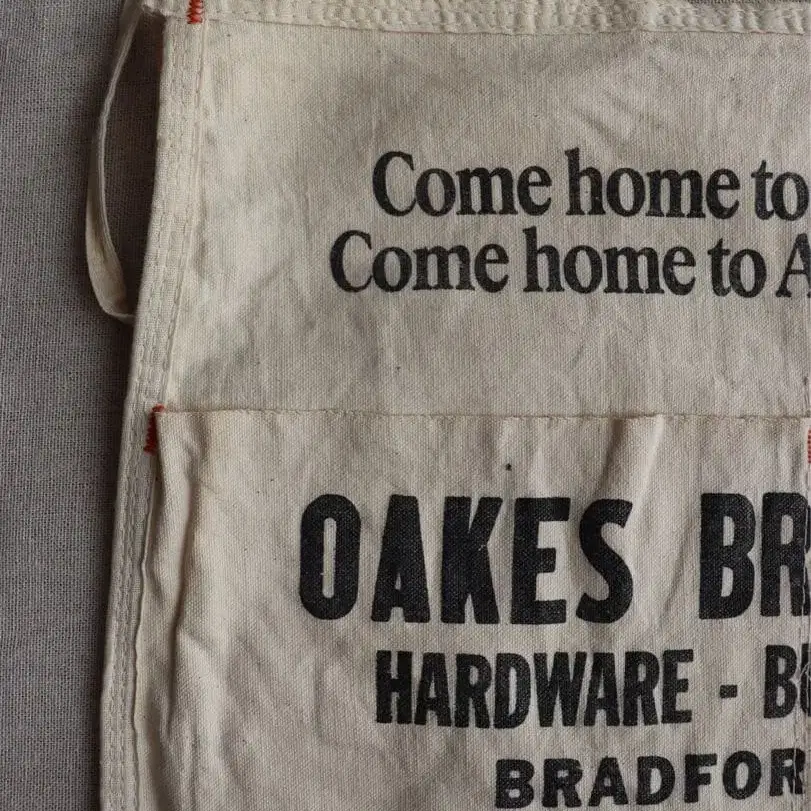 Come home to
Come home to A
OAKES BR
HARDWARE - B
BRADFOR